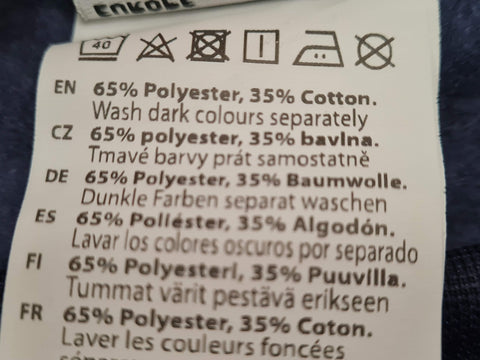 EUROPE
40
EN 65% Polyester, 35% Cotton.
Wash dark colours separately
CZ 65% polyester, 35% bavlna.
Tmavé barvy prát samostatně
DE 65% Polyester, 35% Baumwolle.
Dunkle Farben separat waschen
ES 65% Poliéster, 35% Algodón.
Lavar los colores oscuros por separado
FI 65% Polyesteri, 35% Puuvilla.
Tummat värit pestävä erikseen
FR 65% Polyester, 35% Coton.
Laver les couleurs foncées